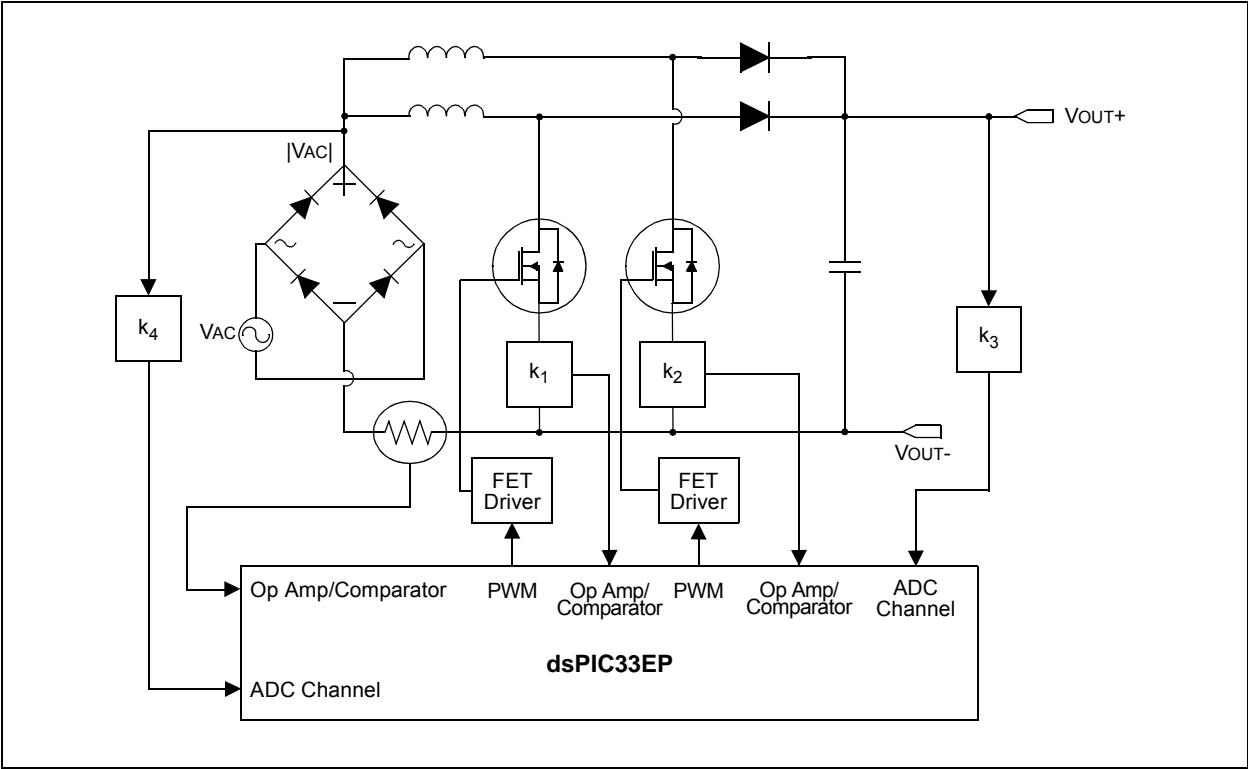 VOUT+
|VAC|
k4
VAC
k1
k2
k3
VOUT-
FET
Driver
FET
Driver
Op Amp/Comparator
PWM
Op Amp/
Comparator
PWM
Op Amp/
Comparator
ADC
Channel
dsPIC33EP
ADC Channel